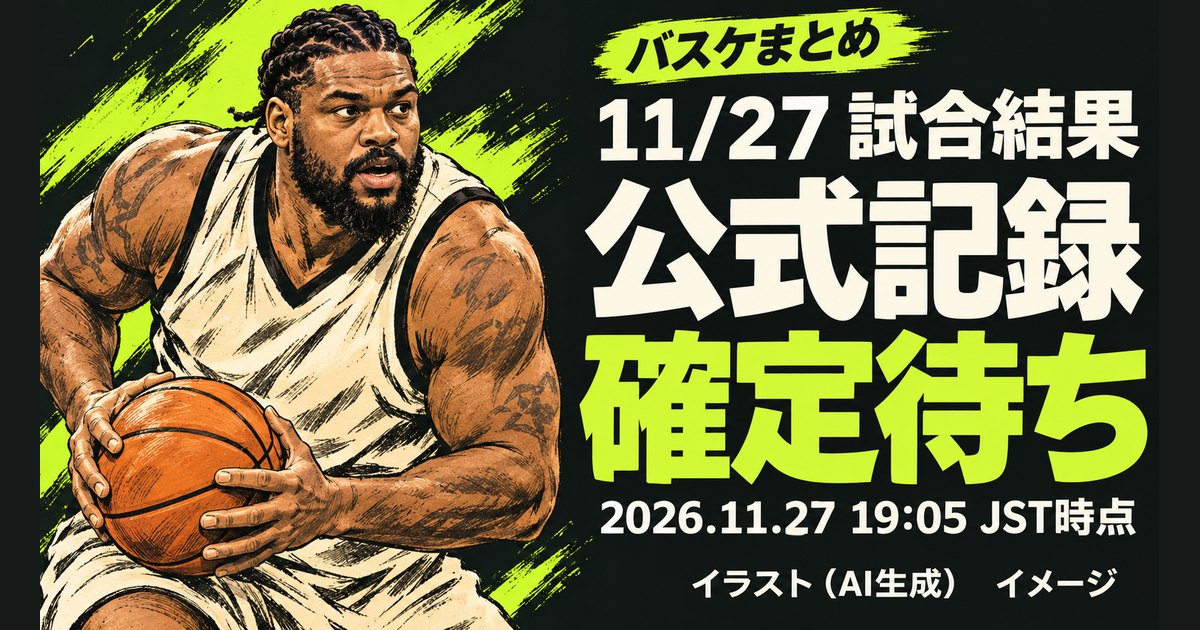 バスケまとめ
11/27 試合結果
公式記録
確定待ち
2026.11.27 19:05 JST時点
イラスト（AI生成） イメージ